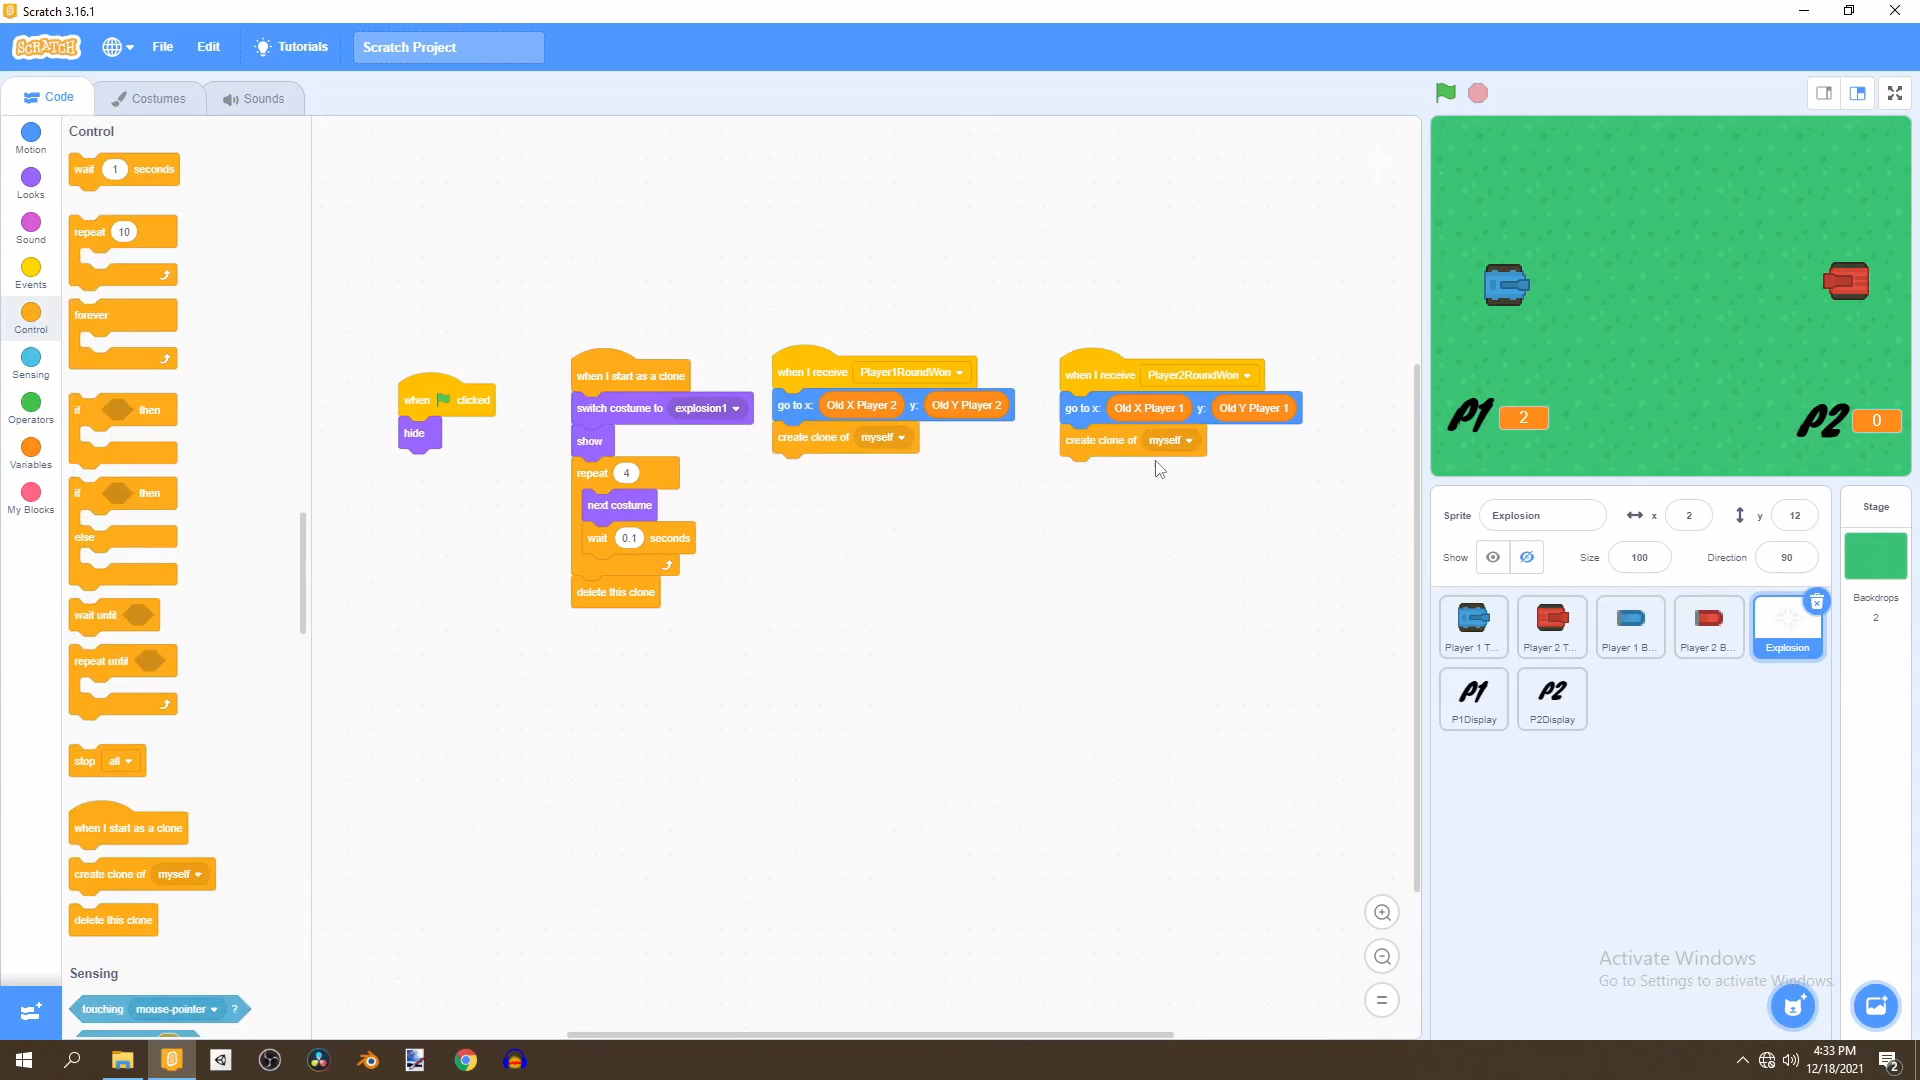 Scratch 3.16.1
SCRATCH
File
Edit
Tutorials
Scratch Project
Code
Costumes
Sounds
Motion
Looks
Sound
Events
Control
Sensing
Operators
Variables
My Blocks
Control
wait 1 seconds
repeat 10
forever
if then
if then
else
wait until
repeat until
stop all
when I start as a clone
create clone of myself
delete this clone
Sensing
touching mouse-pointer ?
when clicked
hide
when I start as a clone
switch costume to explosion1
show
repeat 4
next costume
wait 0.1 seconds
delete this clone
when I receive Player1RoundWon
go to x: Old X Player 2 y: Old Y Player 2
create clone of myself
when I receive Player2RoundWon
go to x: Old X Player 1 y: Old Y Player 1
create clone of myself
P1 2
P2 0
Sprite Explosion x 2 y 12
Show Size 100 Direction 90
Player 1 T...
Player 2 T...
Player 1 B...
Player 2 B...
Explosion
P1
P1Display
P2
P2Display
Stage
Backdrops
2
Activate Windows
Go to Settings to activate Windows.
4:33 PM
12/18/2021
2